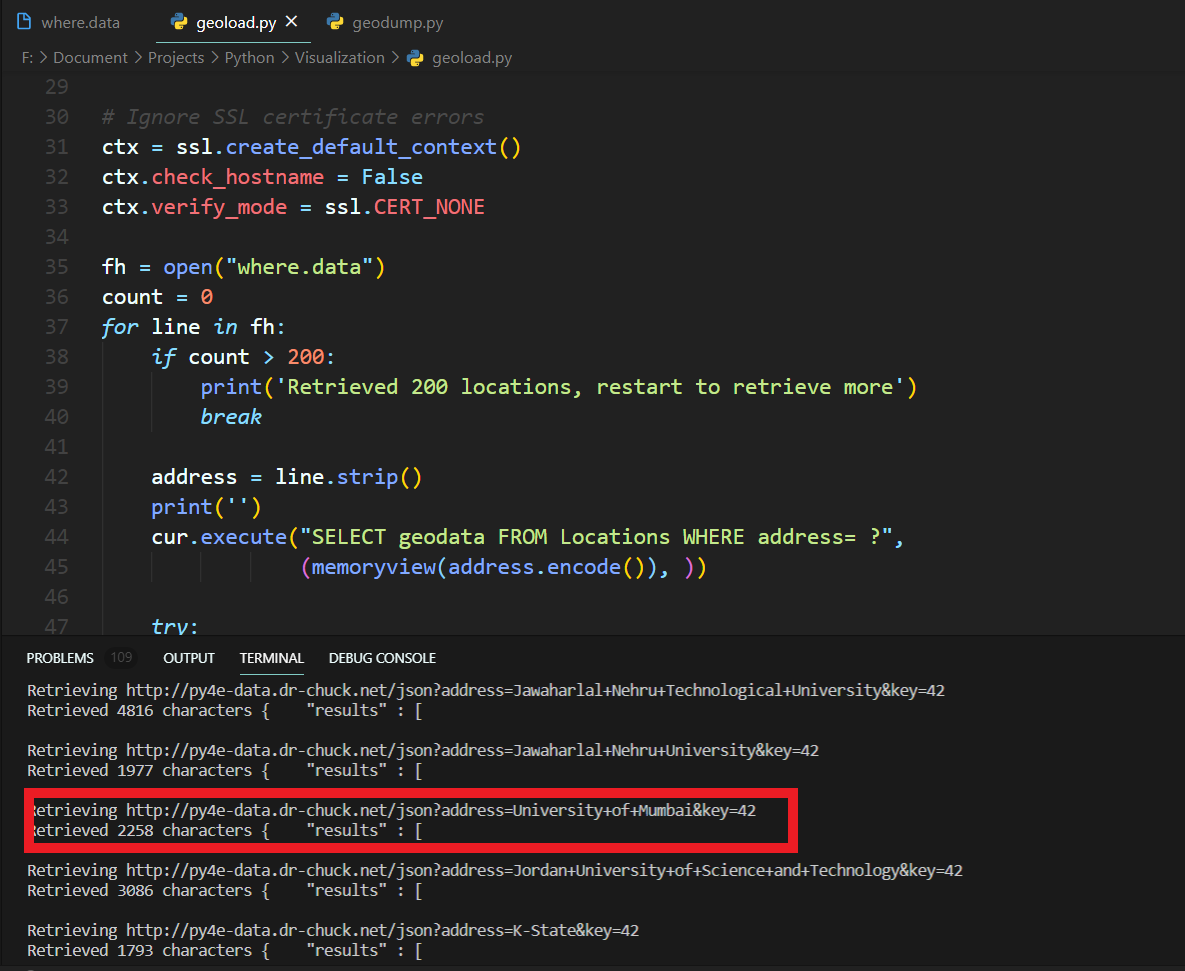 where.data geoload.py × geodump.py
F: > Document > Projects > Python > Visualization > geoload.py
29
30 # Ignore SSL certificate errors
31 ctx = ssl.create_default_context()
32 ctx.check_hostname = False
33 ctx.verify_mode = ssl.CERT_NONE
34
35 fh = open("where.data")
36 count = 0
37 for line in fh:
38 if count > 200:
39 print('Retrieved 200 locations, restart to retrieve more')
40 break
41
42 address = line.strip()
43 print('')
44 cur.execute("SELECT geodata FROM Locations WHERE address= ?",
45 (memoryview(address.encode()), ))
46
47 try:
PROBLEMS 109 OUTPUT TERMINAL DEBUG CONSOLE
Retrieving http://py4e-data.dr-chuck.net/json?address=Jawaharlal+Nehru+Technological+University&key=42
Retrieved 4816 characters { "results" : [
Retrieving http://py4e-data.dr-chuck.net/json?address=Jawaharlal+Nehru+University&key=42
Retrieved 1977 characters { "results" : [
Retrieving http://py4e-data.dr-chuck.net/json?address=University+of+Mumbai&key=42
Retrieved 2258 characters { "results" : [
Retrieving http://py4e-data.dr-chuck.net/json?address=Jordan+University+of+Science+and+Technology&key=42
Retrieved 3086 characters { "results" : [
Retrieving http://py4e-data.dr-chuck.net/json?address=K-State&key=42
Retrieved 1793 characters { "results" : [